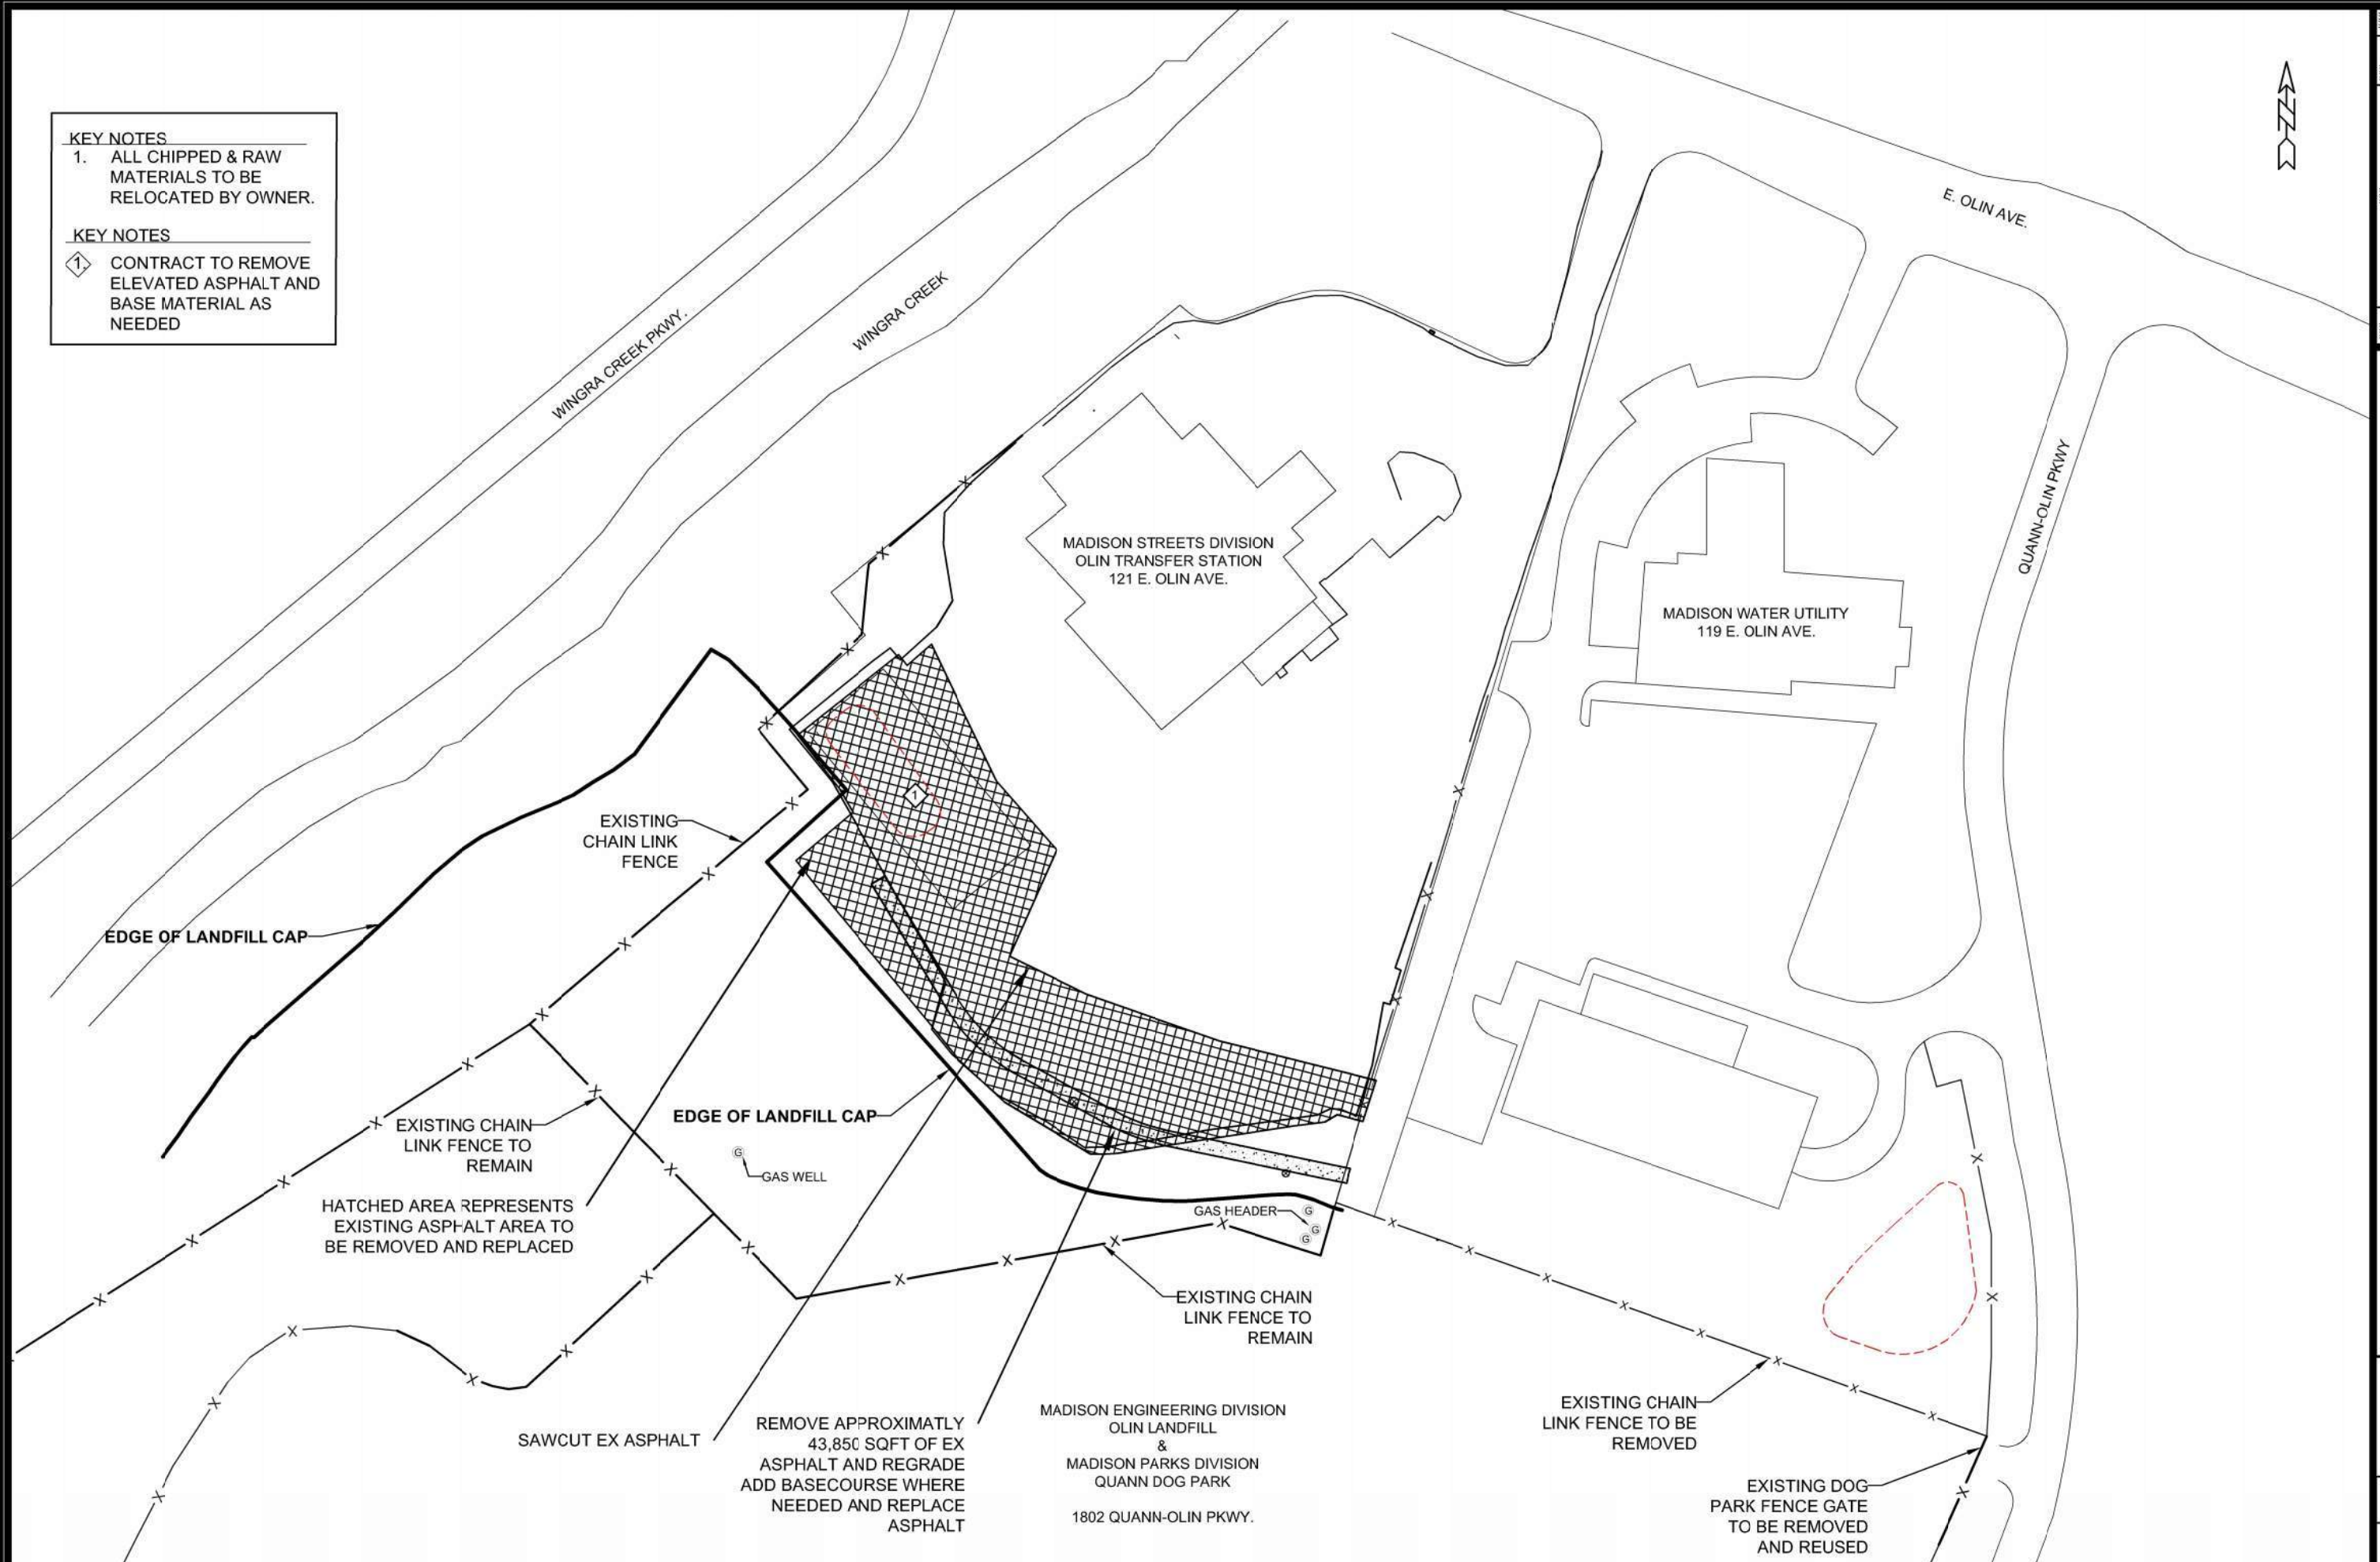 KEY NOTES
1. ALL CHIPPED & RAW
MATERIALS TO BE
RELOCATED BY OWNER.
KEY NOTES
1. CONTRACT TO REMOVE
ELEVATED ASPHALT AND
BASE MATERIAL AS
NEEDED
N
E. OLIN AVE.
WINGRA CREEK PKWY.
WINGRA CREEK
QUANN-OLIN PKWY
MADISON STREETS DIVISION
OLIN TRANSFER STATION
121 E. OLIN AVE.
MADISON WATER UTILITY
119 E. OLIN AVE.
1
EXISTING
CHAIN LINK
FENCE
EDGE OF LANDFILL CAP
EDGE OF LANDFILL CAP
EXISTING CHAIN
LINK FENCE TO
REMAIN
G
GAS WELL
HATCHED AREA REPRESENTS
EXISTING ASPHALT AREA TO
BE REMOVED AND REPLACED
GAS HEADER
G
G
G
EXISTING CHAIN
LINK FENCE TO
REMAIN
SAWCUT EX ASPHALT
REMOVE APPROXIMATLY
43,850 SQFT OF EX
ASPHALT AND REGRADE
ADD BASECOURSE WHERE
NEEDED AND REPLACE
ASPHALT
MADISON ENGINEERING DIVISION
OLIN LANDFILL
&
MADISON PARKS DIVISION
QUANN DOG PARK
1802 QUANN-OLIN PKWY.
EXISTING CHAIN
LINK FENCE TO BE
REMOVED
EXISTING DOG
PARK FENCE GATE
TO BE REMOVED
AND REUSED